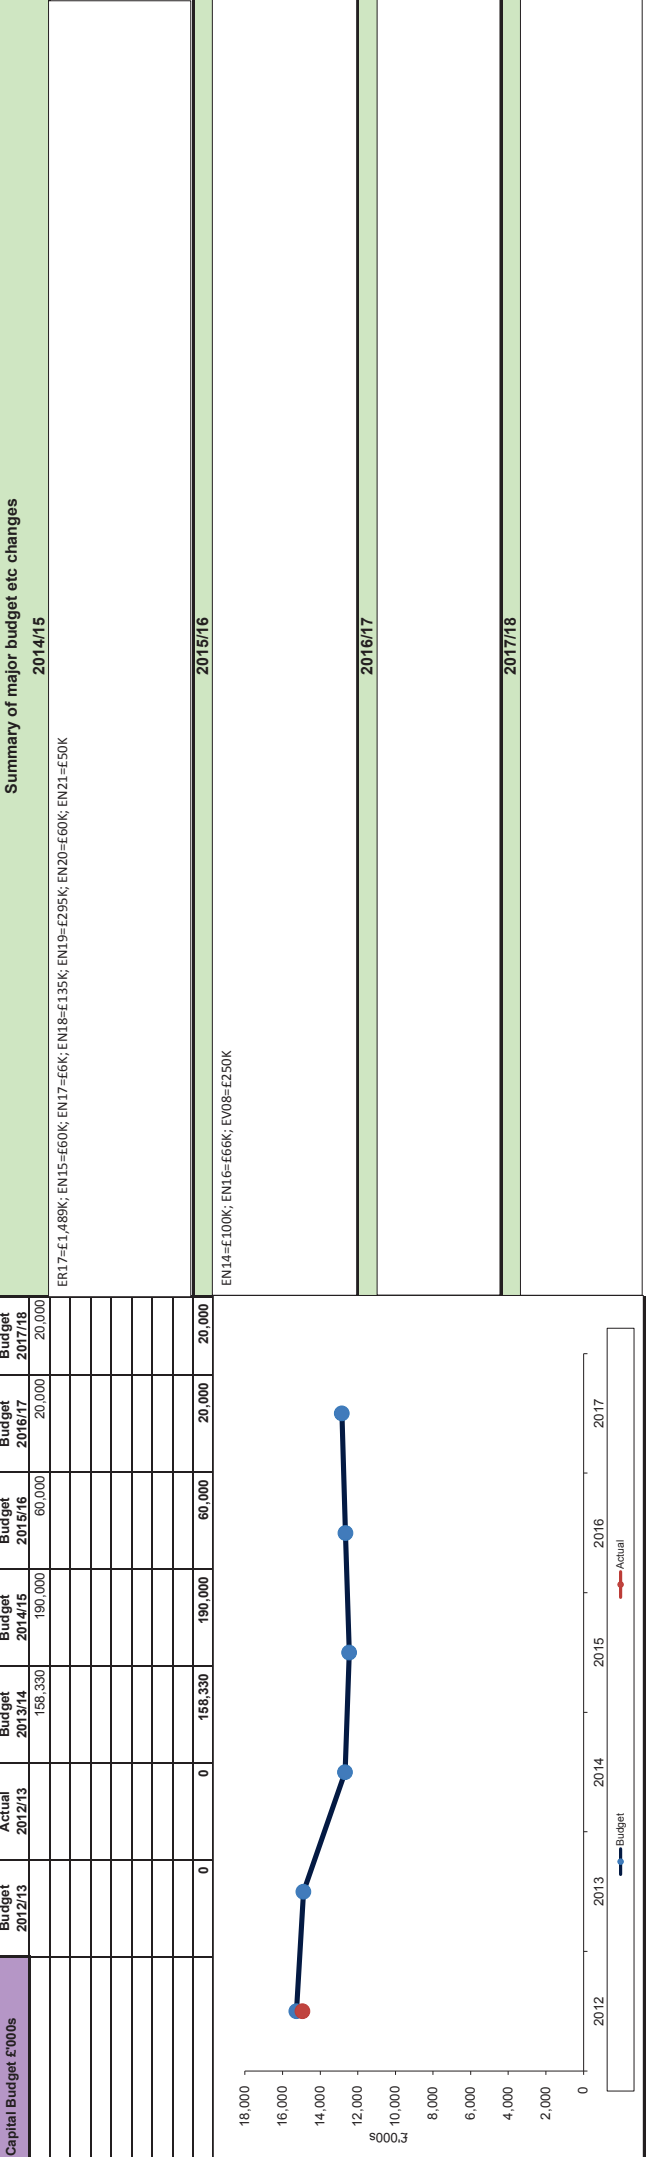 Capital Budget £'000s Budget 2012/13 Actual 2012/13 Budget 2013/14 Budget 2014/15 Budget 2015/16 Budget 2016/17 Budget 2017/18
158,330 190,000 60,000 20,000 20,000
0 0 158,330 190,000 60,000 20,000 20,000
18,000
16,000
14,000
12,000
10,000
8,000
6,000
4,000
2,000
0
£'000s
2012 2013 2014 2015 2016 2017
Budget Actual
Summary of major budget etc changes
2014/15
ER17=£1,489K; EN15=£60K; EN17=£6K; EN18=£135K; EN19=£295K; EN20=£60K; EN21=£50K
2015/16
EN14=£100K; EN16=£66K; EV08=£250K
2016/17
2017/18